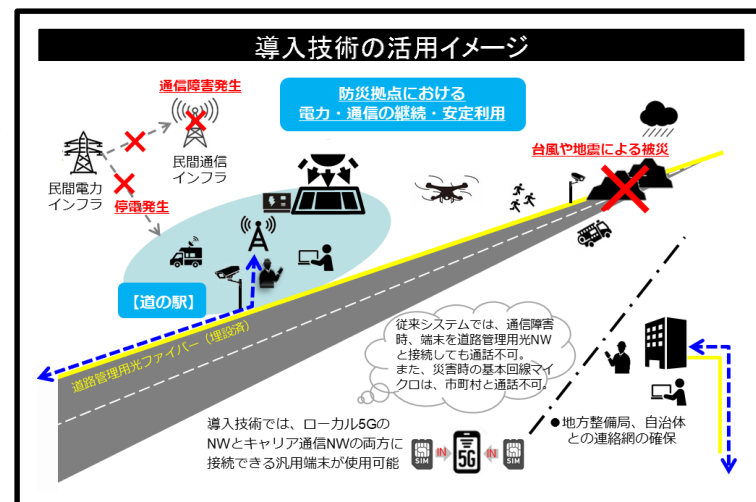 導入技術の活用イメージ
通信障害発生
防災拠点における
電力・通信の継続・安定利用
台風や地震による被災
民間電力
インフラ
民間通信
インフラ
停電発生
【道の駅】
道路管理用光ファイバー（埋設済）
従来システムでは、通信障害
時、端末を道路管理用光NW
と接続しても通話不可。
また、災害時の基本回線マイ
クロは、市町村と通話不可。
導入技術では、ローカル5Gの
NWとキャリア通信NWの両方に
接続できる汎用端末が使用可能
SIM
IN
5G
IN
SIM
●地方整備局、自治体
との連絡網の確保